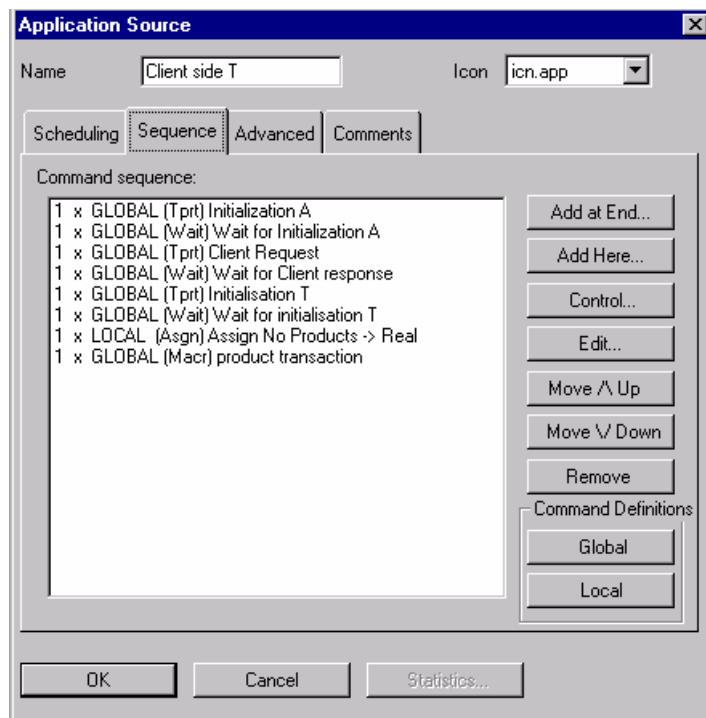 Application Source
Name Client side T Icon icn.app
Scheduling Sequence Advanced Comments
Command sequence:
1 x GLOBAL (Tprt) Initialization A
1 x GLOBAL (Wait) Wait for Initialization A
1 x GLOBAL (Tprt) Client Request
1 x GLOBAL (Wait) Wait for Client response
1 x GLOBAL (Tprt) Initialisation T
1 x GLOBAL (Wait) Wait for initialisation T
1 x LOCAL (Asgn) Assign No Products -> Real
1 x GLOBAL (Macr) product transaction
Add at End...
Add Here...
Control...
Edit...
Move /\ Up
Move \/ Down
Remove
Command Definitions
Global
Local
OK Cancel Statistics...